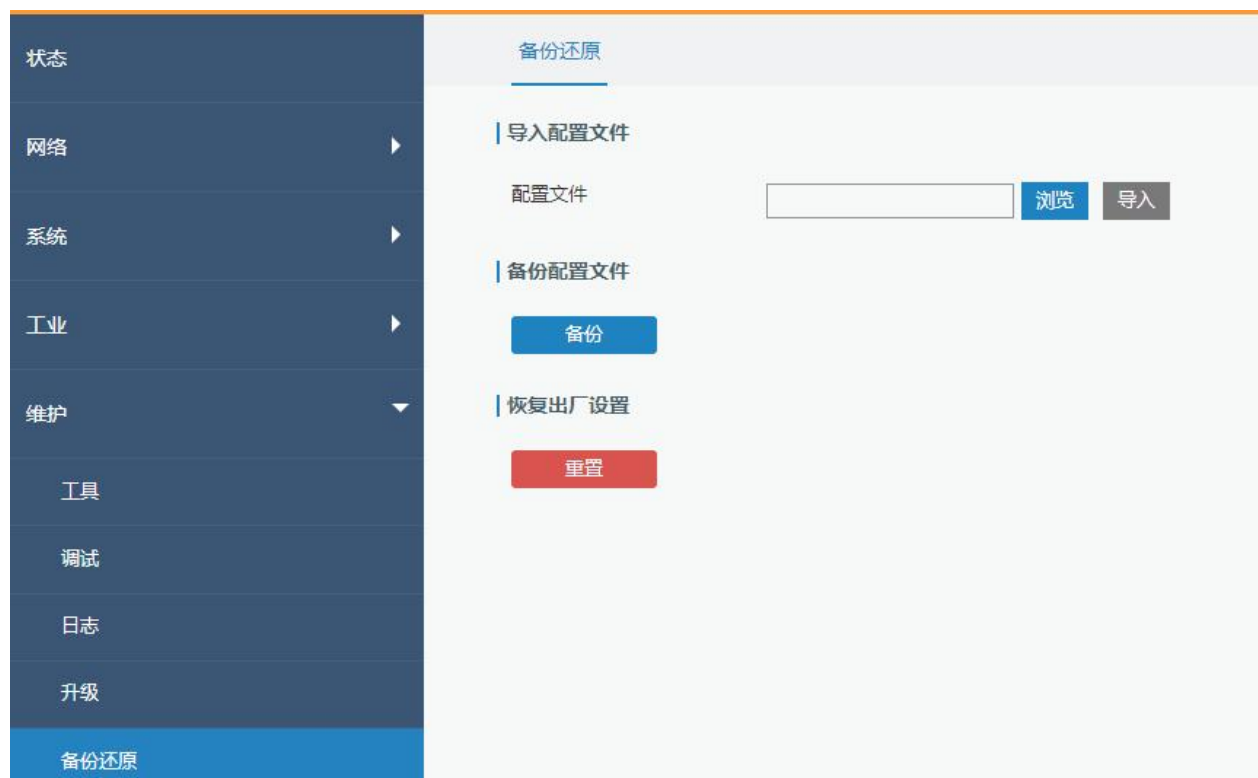 状态
网络
系统
工业
维护
工具
调试
日志
升级
备份还原
备份还原
导入配置文件
配置文件
浏览
导入
备份配置文件
备份
恢复出厂设置
重置